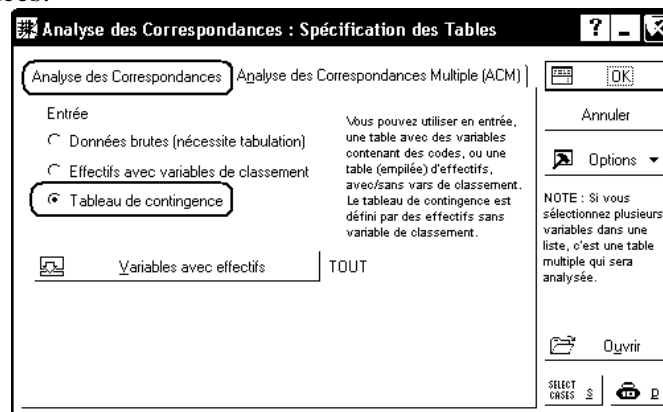 Analyse des Correspondances : Spécification des Tables
? _
Analyse des Correspondances
Analyse des Correspondances Multiple (ACM)
OK
Annuler
Options
Entrée
Données brutes (nécessite tabulation)
Effectifs avec variables de classement
Tableau de contingence
Vous pouvez utiliser en entrée,
une table avec des variables
contenant des codes, ou une
table (empilée) d'effectifs,
avec/sans vars de classement.
Le tableau de contingence est
défini par des effectifs sans
variable de classement.
NOTE : Si vous
sélectionnez plusieurs
variables dans une
liste, c'est une table
multiple qui sera
analysée.
Variables avec effectifs
TOUT
Ouvrir
SELECT
CASES S
D